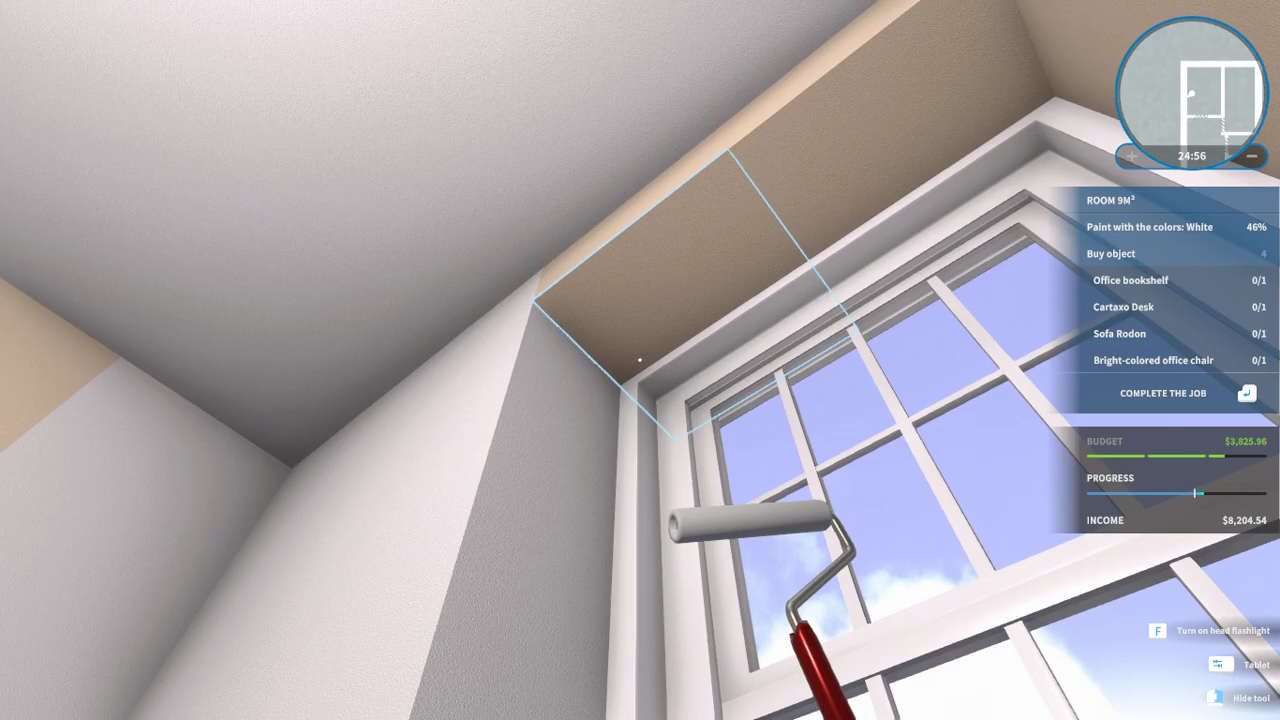 24:56
ROOM 9M²
Paint with the colors: White 46%
Buy object 4
Office bookshelf 0/1
Cartaxo Desk 0/1
Sofa Rodon 0/1
Bright-colored office chair 0/1
COMPLETE THE JOB
BUDGET $3,825.96
PROGRESS
INCOME $8,204.54
F Turn on head flashlight
Tablet
Hide tool